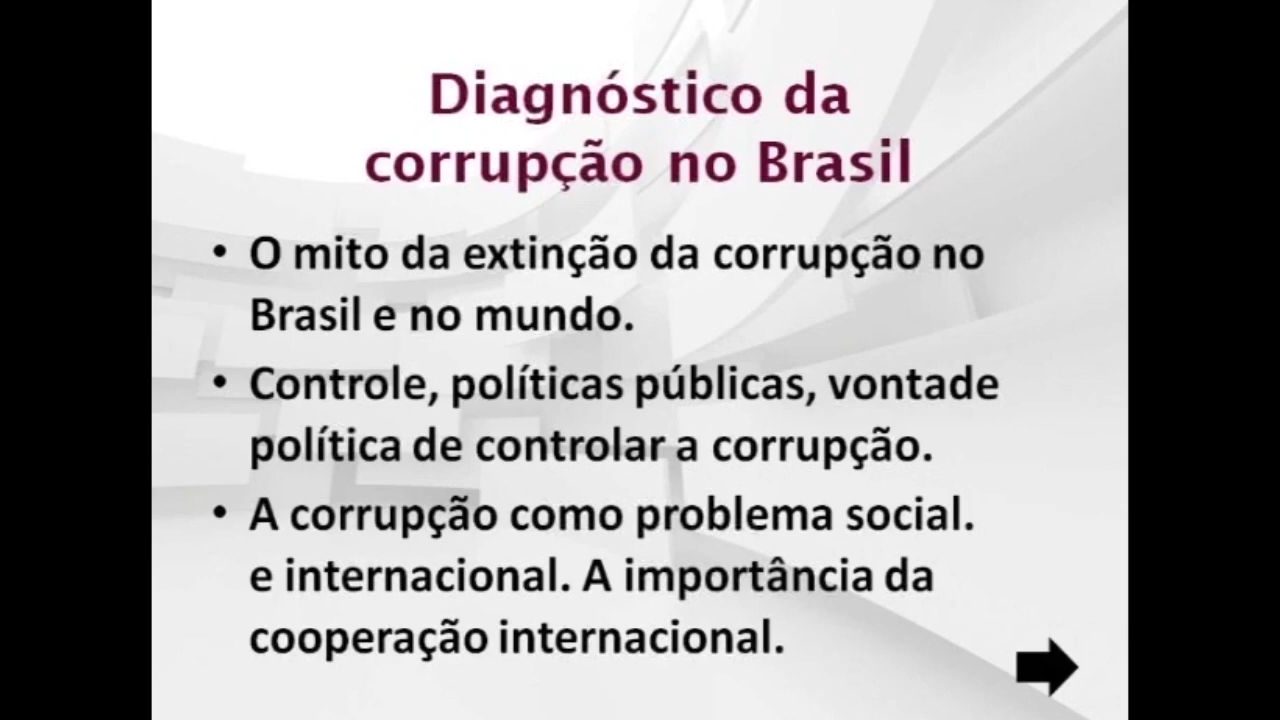 Diagnóstico da
corrupção no Brasil
• O mito da extinção da corrupção no
Brasil e no mundo.
• Controle, políticas públicas, vontade
política de controlar a corrupção.
• A corrupção como problema social.
e internacional. A importância da
cooperação internacional.